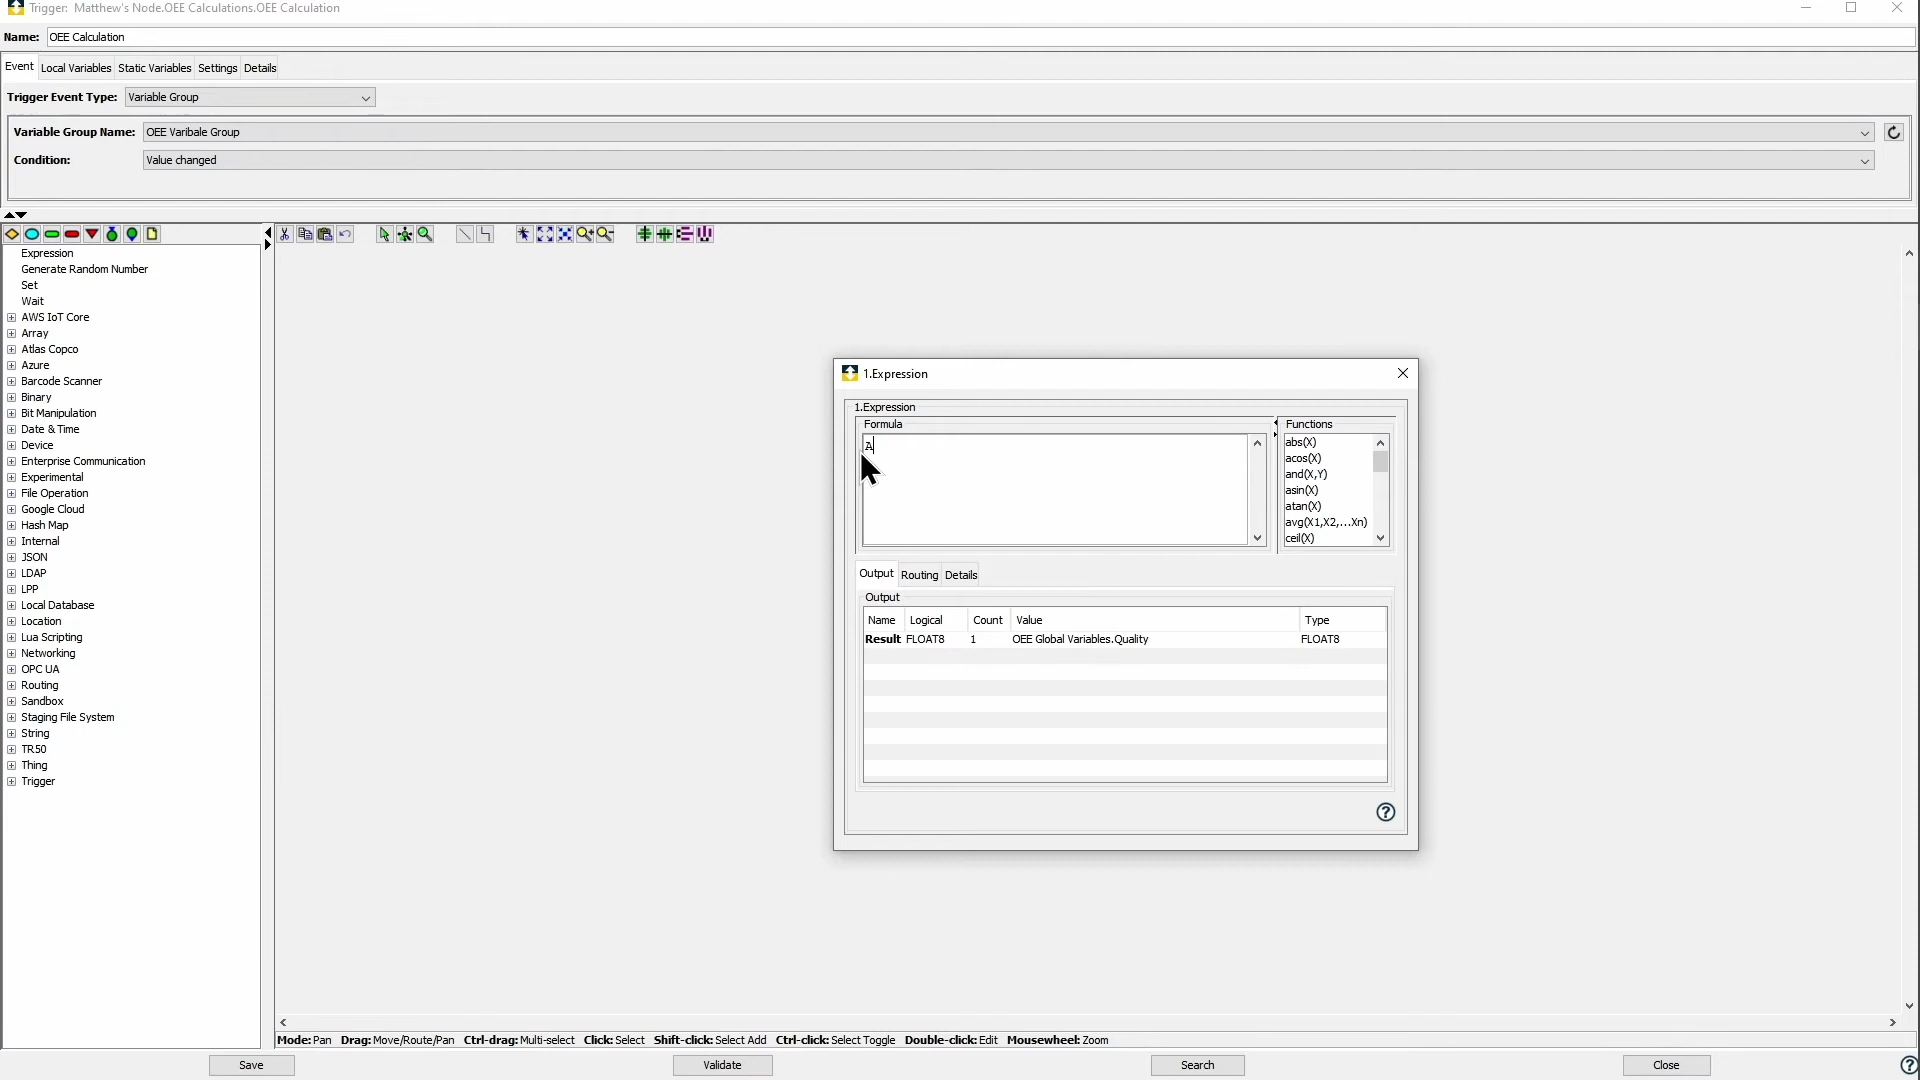 Trigger: Matthew's Node.OEE Calculations.OEE Calculation
Name: OEE Calculation
Event Local Variables Static Variables Settings Details
Trigger Event Type: Variable Group
Variable Group Name: OEE Varibale Group
Condition: Value changed
Expression
Generate Random Number
Set
Wait
AWS IoT Core
Array
Atlas Copco
Azure
Barcode Scanner
Binary
Bit Manipulation
Date & Time
Device
Enterprise Communication
Experimental
File Operation
Google Cloud
Hash Map
Internal
JSON
LDAP
LPP
Local Database
Location
Lua Scripting
Networking
OPC UA
Routing
Sandbox
Staging File System
String
TR50
Thing
Trigger
1.Expression
1.Expression
Formula
A
Functions
abs(X)
acos(X)
and(X,Y)
asin(X)
atan(X)
avg(X1,X2,...Xn)
ceil(X)
Output Routing Details
Output
Name Logical Count Value Type
Result FLOAT8 1 OEE Global Variables.Quality FLOAT8
Mode: Pan Drag: Move/Route/Pan Ctrl-drag: Multi-select Click: Select Shift-click: Select Add Ctrl-click: Select Toggle Double-click: Edit Mousewheel: Zoom
Save Validate Search Close